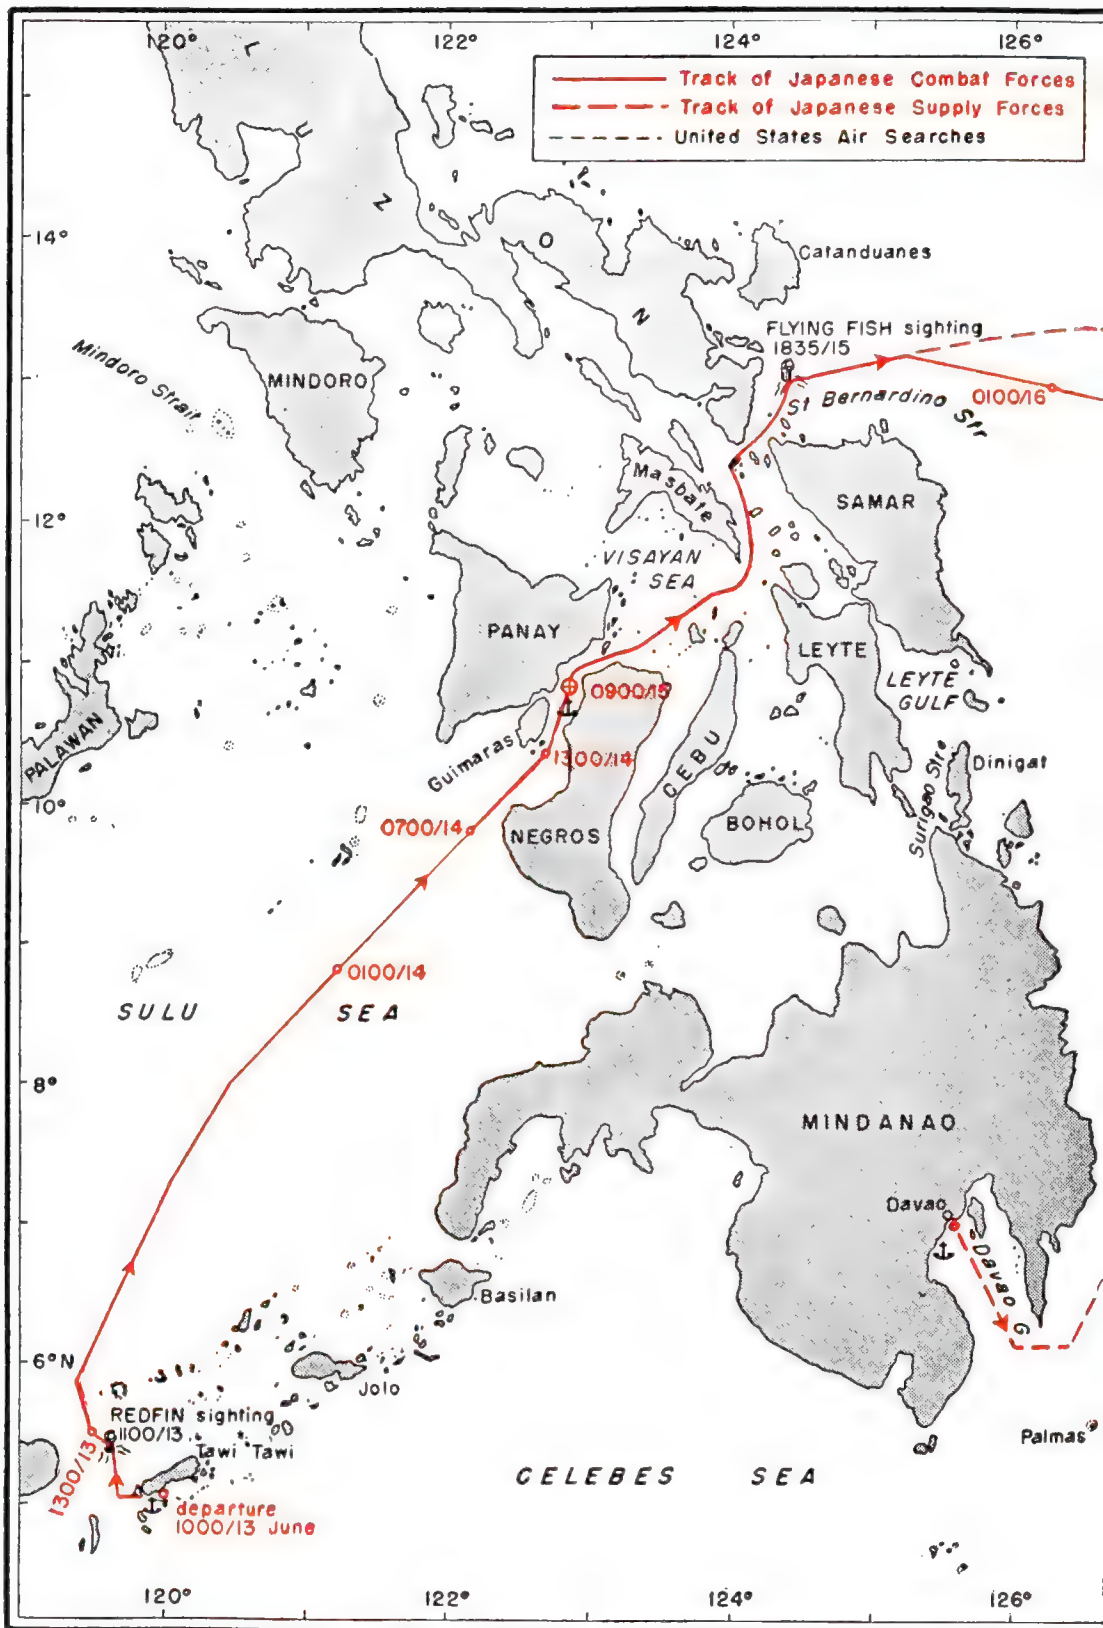 120°
122°
124°
126°
Track of Japanese Combat Forces
Track of Japanese Supply Forces
United States Air Searches
L
U
Z
O
N
14°
Catanduanes
FLYING FISH sighting
1835/15
Mindoro Strait
MINDORO
St Bernardino Str
0100/16
Masbate
SAMAR
12°
VISAYAN
SEA
PANAY
LEYTE
LEYTE
GULF
0900/15
PALAWAN
Guimaras
1300/14
CEBU
Surigao Stre
Dinigat
10°
0700/14
NEGROS
BOHOL
0100/14
SULU SEA
8°
MINDANAO
Davao
Davao G
Basilan
6°N
Jolo
REDFIN sighting
1100/13
Tawi Tawi
1300/13
Palmas
CELEBES SEA
departure
1000/13 June
120°
122°
124°
126°